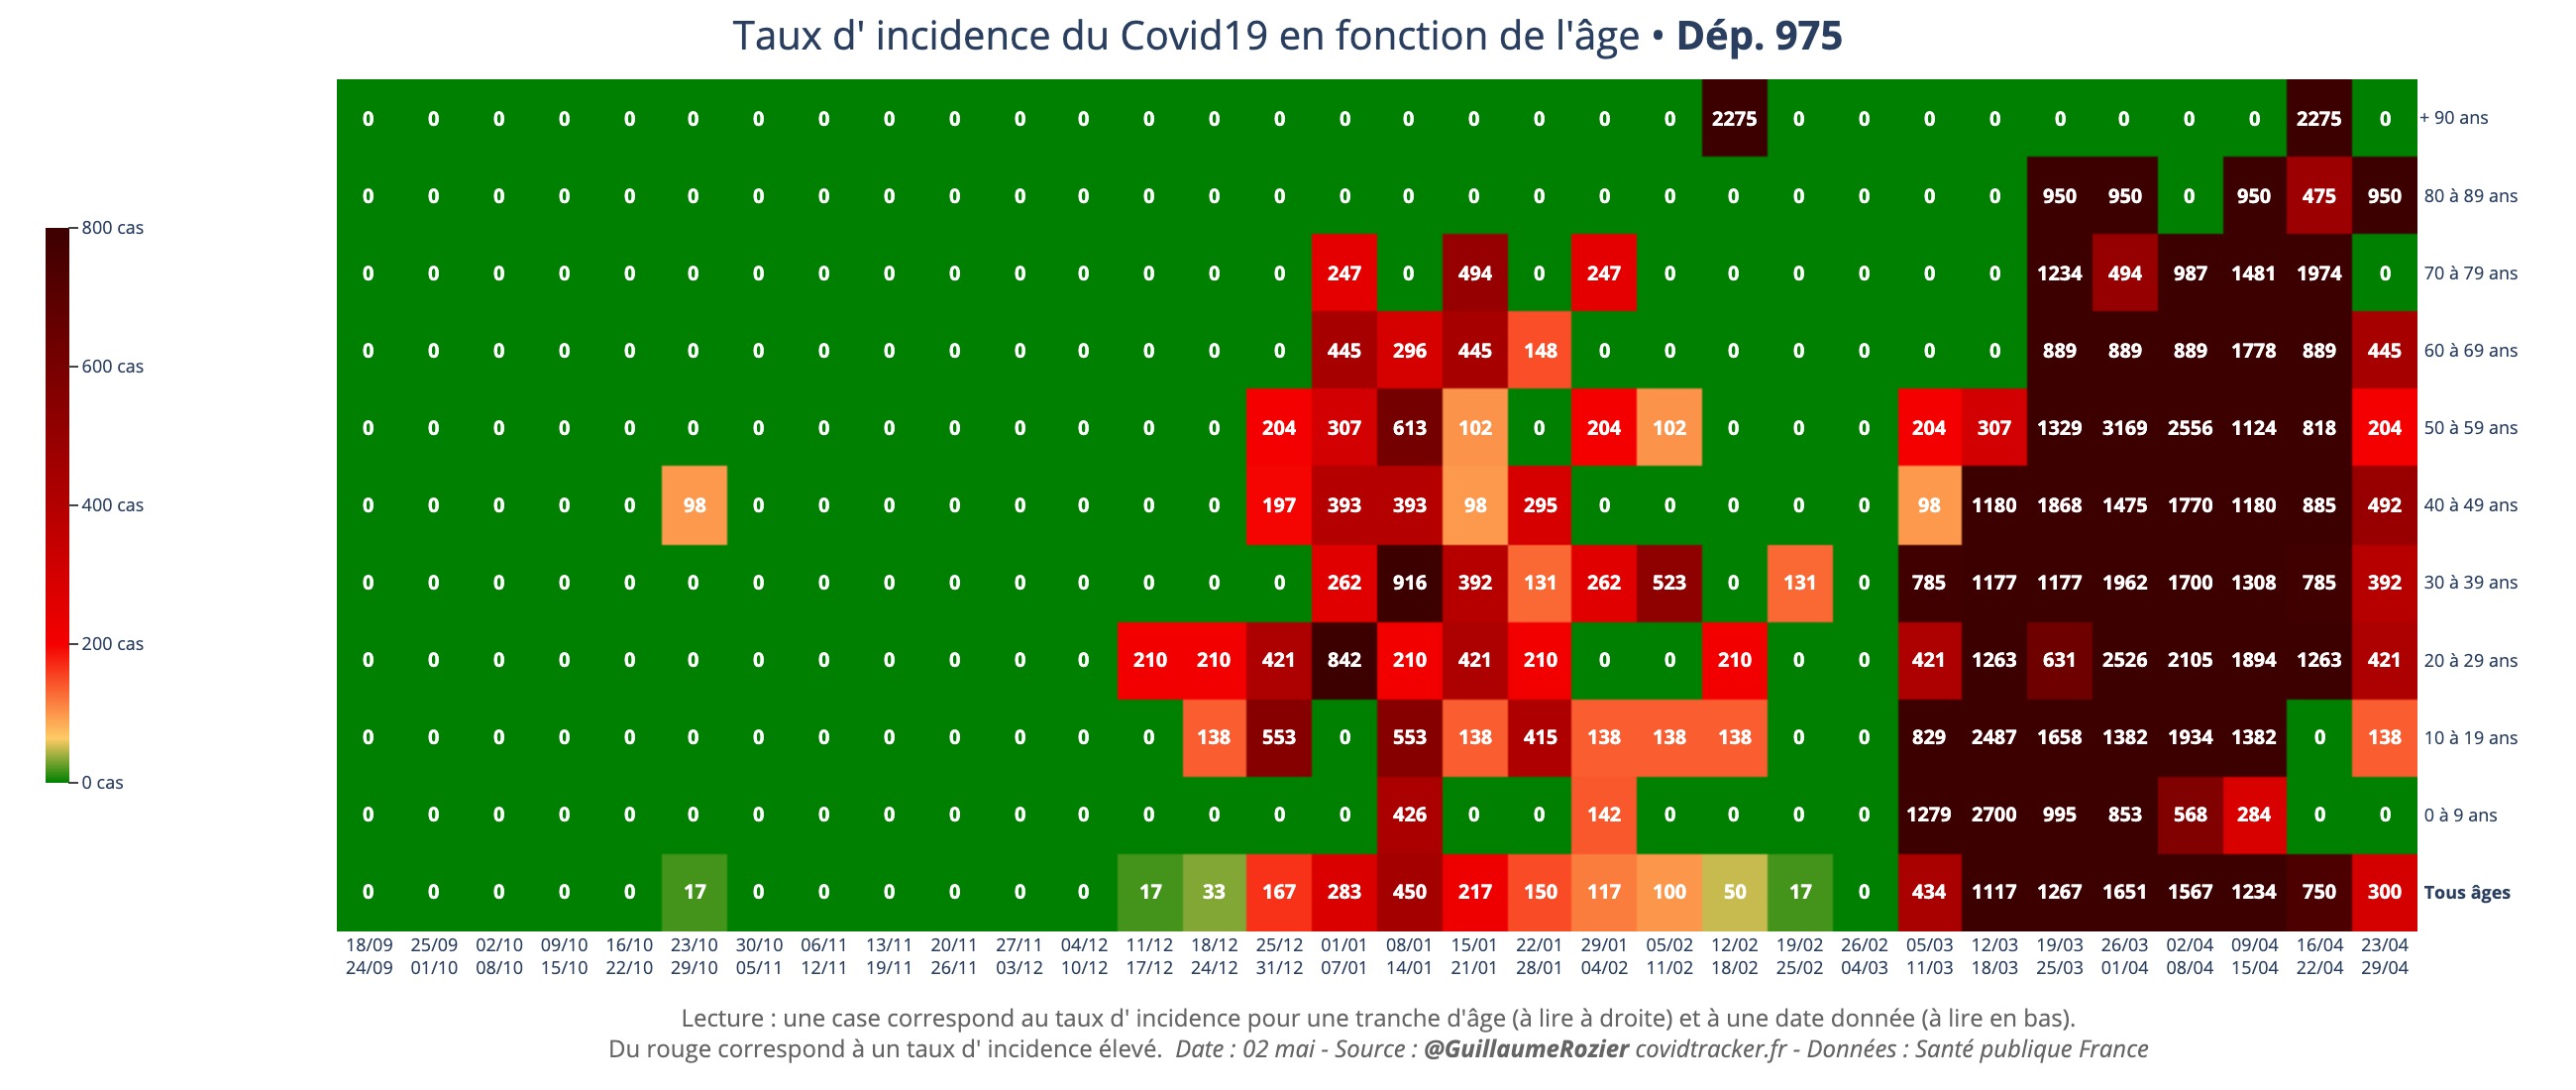 Taux d' incidence du Covid19 en fonction de l'âge • Dép. 975
800 cas
600 cas
400 cas
200 cas
0 cas
0 0 0 0 0 0 0 0 0 0 0 0 0 0 0 0 0 0 0 0 0 2275 0 0 0 0 0 0 0 0 2275 0 + 90 ans
0 0 0 0 0 0 0 0 0 0 0 0 0 0 0 0 0 0 0 0 0 0 0 0 0 0 950 950 0 950 475 950 80 à 89 ans
0 0 0 0 0 0 0 0 0 0 0 0 0 0 0 247 0 494 0 247 0 0 0 0 0 0 1234 494 987 1481 1974 0 70 à 79 ans
0 0 0 0 0 0 0 0 0 0 0 0 0 0 0 445 296 445 148 0 0 0 0 0 0 0 889 889 889 1778 889 445 60 à 69 ans
0 0 0 0 0 0 0 0 0 0 0 0 0 0 204 307 613 102 0 204 102 0 0 0 204 307 1329 3169 2556 1124 818 204 50 à 59 ans
0 0 0 0 0 98 0 0 0 0 0 0 0 0 197 393 393 98 295 0 0 0 0 0 98 1180 1868 1475 1770 1180 885 492 40 à 49 ans
0 0 0 0 0 0 0 0 0 0 0 0 0 0 0 262 916 392 131 262 523 0 131 0 785 1177 1177 1962 1700 1308 785 392 30 à 39 ans
0 0 0 0 0 0 0 0 0 0 0 0 210 210 421 842 210 421 210 0 0 210 0 0 421 1263 631 2526 2105 1894 1263 421 20 à 29 ans
0 0 0 0 0 0 0 0 0 0 0 0 0 138 553 0 553 138 415 138 138 138 0 0 829 2487 1658 1382 1934 1382 0 138 10 à 19 ans
0 0 0 0 0 0 0 0 0 0 0 0 0 0 0 0 426 0 0 142 0 0 0 0 1279 2700 995 853 568 284 0 0 0 à 9 ans
0 0 0 0 0 17 0 0 0 0 0 0 17 33 167 283 450 217 150 117 100 50 17 0 434 1117 1267 1651 1567 1234 750 300 Tous âges
18/09 25/09 02/10 09/10 16/10 23/10 30/10 06/11 13/11 20/11 27/11 04/12 11/12 18/12 25/12 01/01 08/01 15/01 22/01 29/01 05/02 12/02 19/02 26/02 05/03 12/03 19/03 26/03 02/04 09/04 16/04 23/04
24/09 01/10 08/10 15/10 22/10 29/10 05/11 12/11 19/11 26/11 03/12 10/12 17/12 24/12 31/12 07/01 14/01 21/01 28/01 04/02 11/02 18/02 25/02 04/03 11/03 18/03 25/03 01/04 08/04 15/04 22/04 29/04
Lecture : une case correspond au taux d' incidence pour une tranche d'âge (à lire à droite) et à une date donnée (à lire en bas).
Du rouge correspond à un taux d' incidence élevé. Date : 02 mai - Source : @GuillaumeRozier covidtracker.fr - Données : Santé publique France